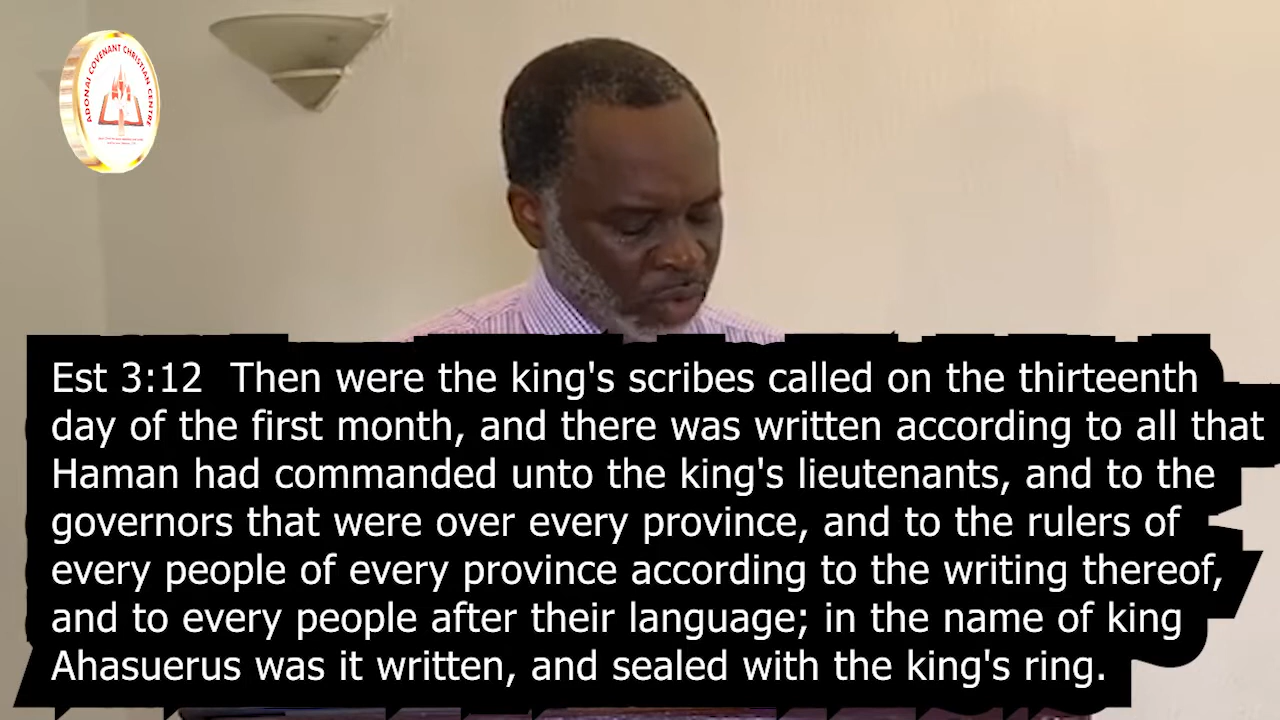 ADONAI COVENANT CHRISTIAN CENTRE
Est 3:12  Then were the king's scribes called on the thirteenth
day of the first month, and there was written according to all that
Haman had commanded unto the king's lieutenants, and to the
governors that were over every province, and to the rulers of
every people of every province according to the writing thereof,
and to every people after their language; in the name of king
Ahasuerus was it written, and sealed with the king's ring.